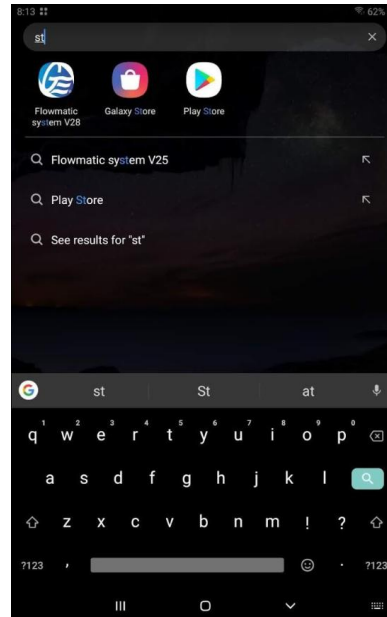 8:13
62%
st
Flowmatic
system V28
Galaxy Store
Play Store
Flowmatic system V25
Play Store
See results for "st"
G
st St at
1 2 3 4 5 6 7 8 9 0
q w e r t y u i o p
a s d f g h j k l
z x c v b n m ! ?
?123 , . ?123